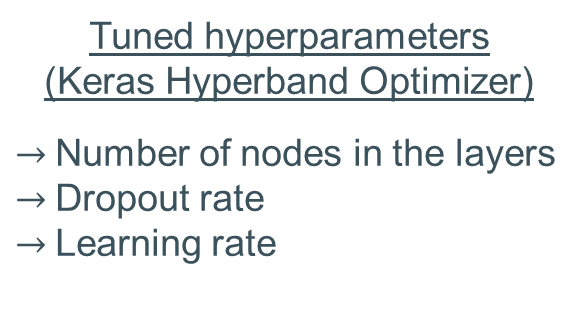 Tuned hyperparameters
(Keras Hyperband Optimizer)
→ Number of nodes in the layers
→ Dropout rate
→ Learning rate